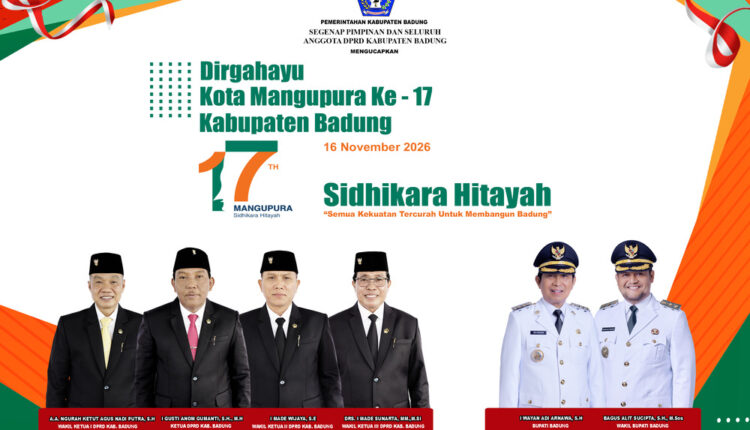 PEMERINTAHAN KABUPATEN BADUNG
SEGENAP PIMPINAN DAN SELURUH
ANGGOTA DPRD KABUPATEN BADUNG
MENGUCAPKAN
Dirgahayu
Kota Mangupura Ke - 17
Kabupaten Badung
16 November 2026
17 TH
MANGUPURA
Sidhikara Hitayah
Sidhikara Hitayah
"Semua Kekuatan Tercurah Untuk Membangun Badung"
A.A. NGURAH KETUT AGUS NADI PUTRA, S.H
WAKIL KETUA I DPRD KAB. BADUNG
I GUSTI ANOM GUMANTI, S.H., M.H
KETUA DPRD KAB. BADUNG
I MADE WIJAYA, S.E
WAKIL KETUA II DPRD KAB. BADUNG
DRS. I MADE SUNARTA, MM.,M.SI
WAKIL KETUA III DPRD KAB. BADUNG
I WAYAN ADI ARNAWA, S.H
BUPATI BADUNG
BAGUS ALIT SUCIPTA, S.H., M.Sos
WAKIL BUPATI BADUNG